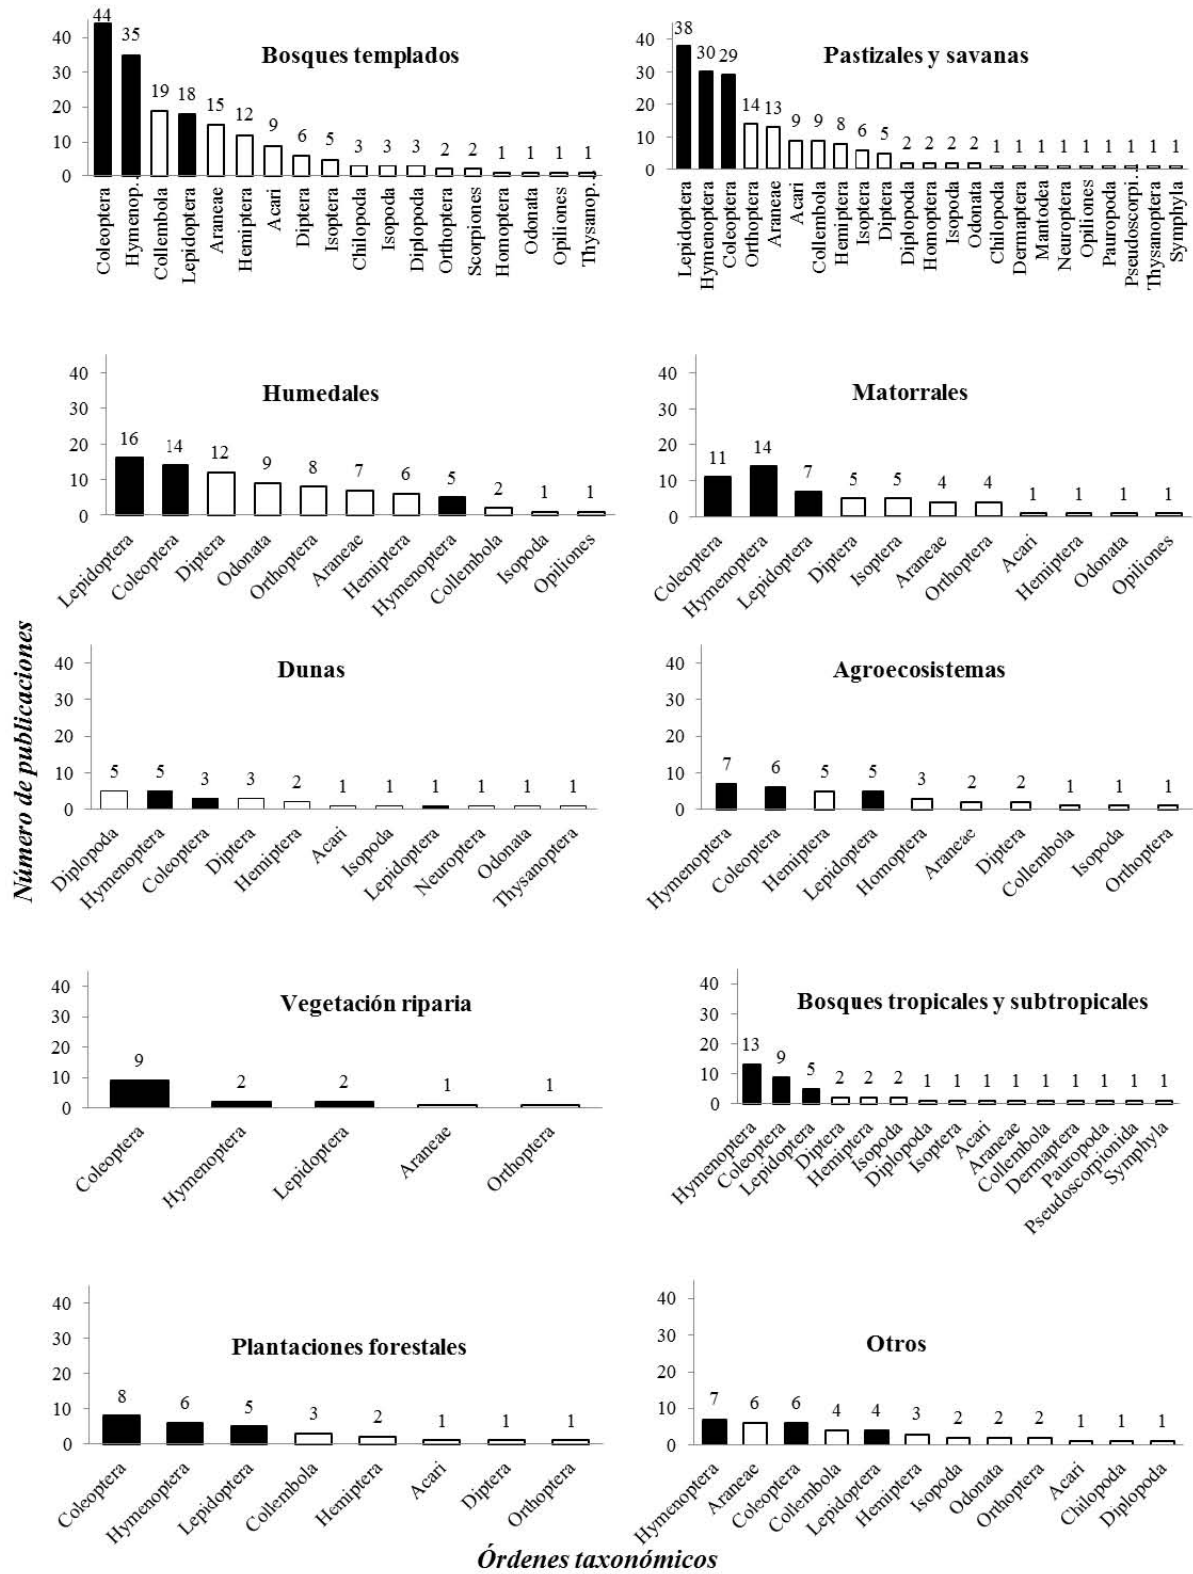 Número de publicaciones
Bosques templados
40
30
20
10
0
44 35 19 18 15 12 9 6 5 3 3 3 2 2 1 1 1 1
Coleoptera
Hymenop..
Collembola
Lepidoptera
Araneae
Hemiptera
Acari
Diptera
Isoptera
Chilopoda
Isopoda
Diplopoda
Orthoptera
Scorpiones
Homoptera
Odonata
Opiliones
Thysanop..
Pastizales y savana
40
30
20
10
0
38 30 29 14 13 9 9 8 6 5 2 2 2 2 1 1 1 1 1 1 1 1 1
Lepidoptera
Hymenoptera
Coleoptera
Orthoptera
Araneae
Acari
Collembola
Hemiptera
Isoptera
Diptera
Diplopoda
Homoptera
Isopoda
Odonata
Chilopoda
Dermaptera
Mantodea
Neuroptera
Opiliones
Pauropoda
Pseudoscorpi..
Thysanoptera
Symphyla
Humedales
40
30
20
10
0
16 14 12 9 8 7 6 5 2 1 1
Lepidoptera
Coleoptera
Diptera
Odonata
Orthoptera
Araneae
Hemiptera
Hymenoptera
Collembola
Isopoda
Opiliones
Matorrales
40
30
20
10
0
11 14 7 5 5 4 4 1 1 1 1
Coleoptera
Hymenoptera
Lepidoptera
Diptera
Isoptera
Araneae
Orthoptera
Acari
Hemiptera
Odonata
Opiliones
Dunas
40
30
20
10
0
5 5 3 3 2 1 1 1 1 1 1
Diplopoda
Hymenoptera
Coleoptera
Diptera
Hemiptera
Acari
Isopoda
Lepidoptera
Neuroptera
Odonata
Thysanoptera
Agroecosistemas
40
30
20
10
0
7 6 5 5 3 2 2 1 1 1
Hymenoptera
Coleoptera
Hemiptera
Lepidoptera
Homoptera
Araneae
Diptera
Collembola
Isopoda
Orthoptera
Vegetación riparia
40
30
20
10
0
9 2 2 1 1
Coleoptera
Hymenoptera
Lepidoptera
Araneae
Orthoptera
Bosques tropicales y subtropicales
40
30
20
10
0
13 9 5 2 2 2 1 1 1 1 1 1 1 1 1
Hymenoptera
Coleoptera
Lepidoptera
Diptera
Hemiptera
Isopoda
Diplopoda
Isoptera
Acari
Araneae
Collembola
Dermaptera
Pauropoda
Pseudoscorpionida
Symphyla
Plantaciones forestales
40
30
20
10
0
8 6 5 3 2 1 1 1
Coleoptera
Hymenoptera
Lepidoptera
Collembola
Hemiptera
Acari
Diptera
Orthoptera
Otros
40
30
20
10
0
7 6 6 4 4 3 2 2 2 1 1 1
Hymenoptera
Araneae
Coleoptera
Collembola
Lepidoptera
Hemiptera
Isopoda
Odonata
Orthoptera
Acari
Chilopoda
Diplopoda
Órdenes taxonómicos